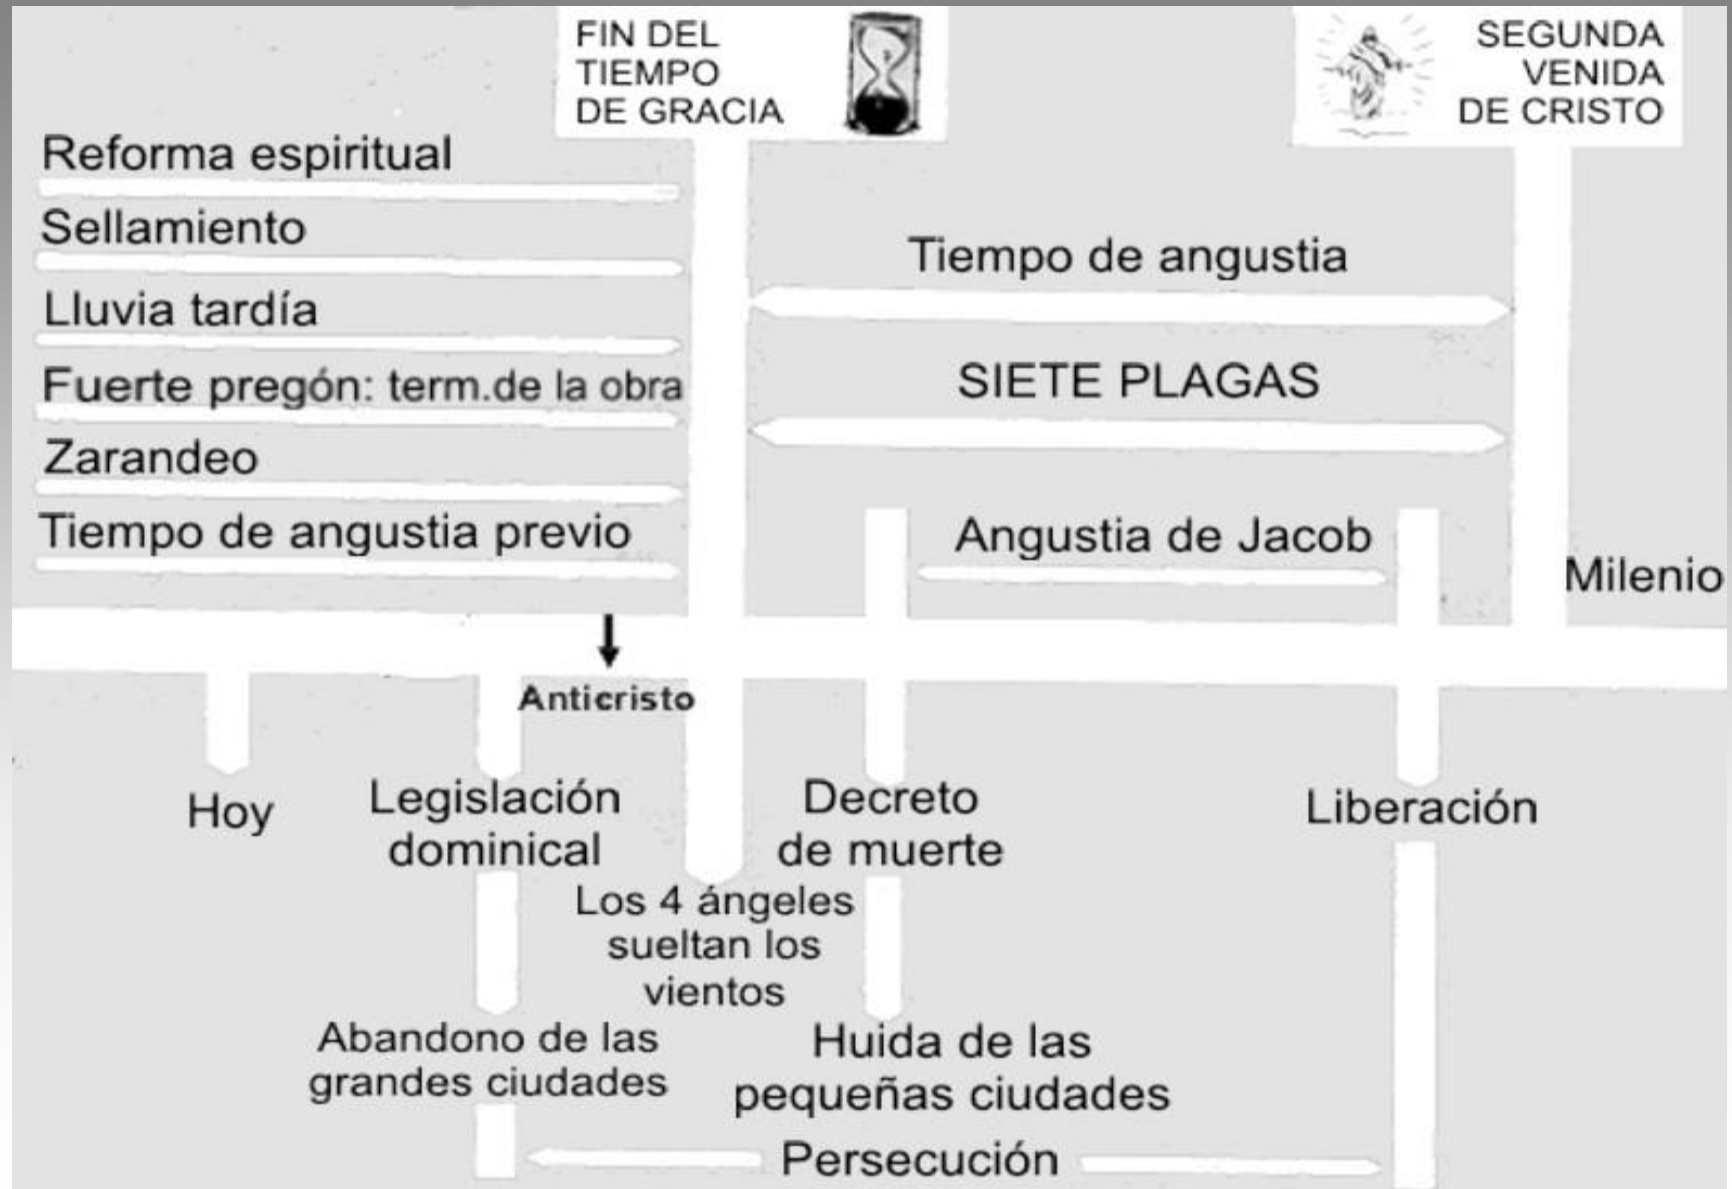 FIN DEL
TIEMPO
DE GRACIA
SEGUNDA
VENIDA
DE CRISTO
Reforma espiritual
Sellamiento
Lluvia tardía
Fuerte pregón: term.de la obra
Zarandeo
Tiempo de angustia previo
Tiempo de angustia
SIETE PLAGAS
Angustia de Jacob
Milenio
Anticristo
Hoy
Legislación
dominical
Decreto
de muerte
Liberación
Los 4 ángeles
sueltan los
vientos
Abandono de las
grandes ciudades
Huida de las
pequeñas ciudades
Persecución